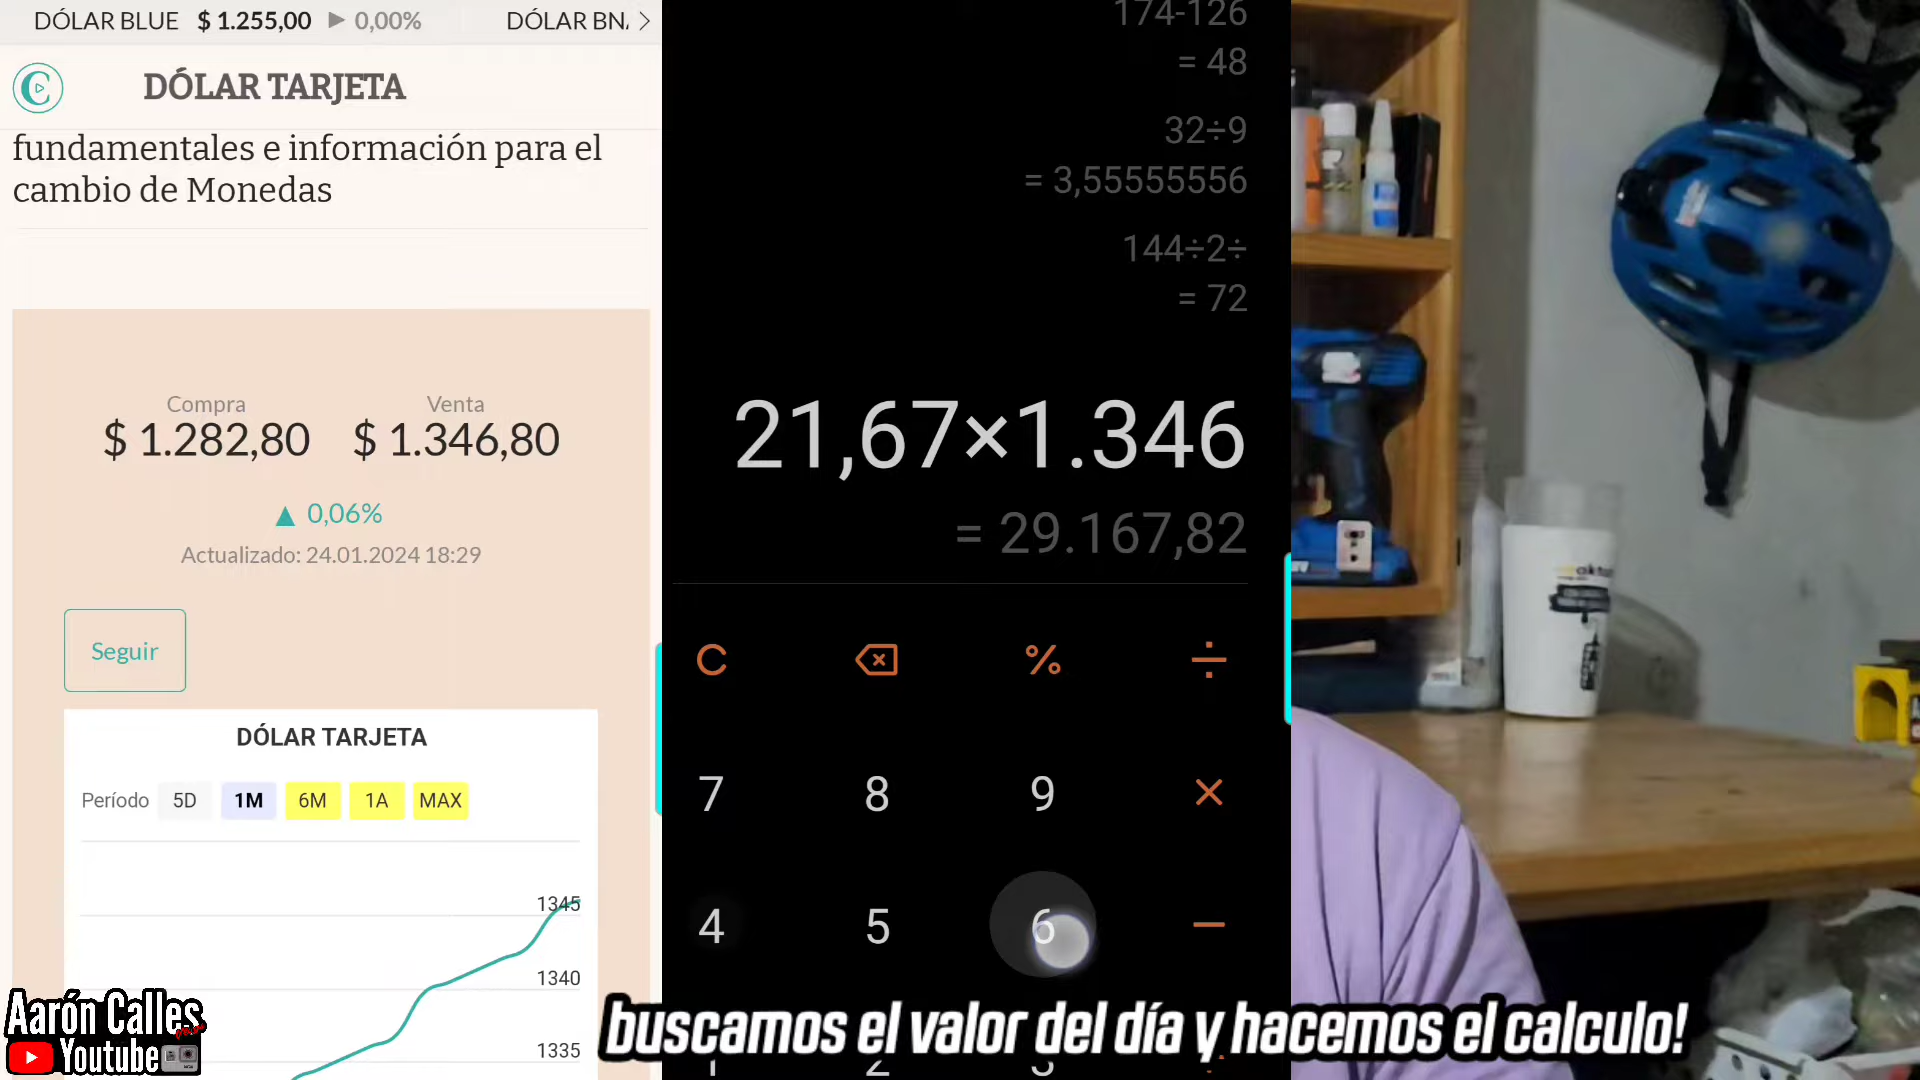 DÓLAR BLUE $ 1.255,00 ▶ 0,00% DÓLAR BN
DÓLAR TARJETA
fundamentales e información para el
cambio de Monedas
Compra Venta
$ 1.282,80 $ 1.346,80
▲ 0,06%
Actualizado: 24.01.2024 18:29
Seguir
DÓLAR TARJETA
Período 5D 1M 6M 1A MAX
1345
1340
1335
174-126
= 48
32÷9
= 3,55555556
144÷2÷
= 72
21,67×1.346
= 29.167,82
C % ÷
7 8 9 ×
4 5 6 −
1 2 3 +
Aarón Calles
Youtube
buscamos el valor del día y hacemos el calculo!